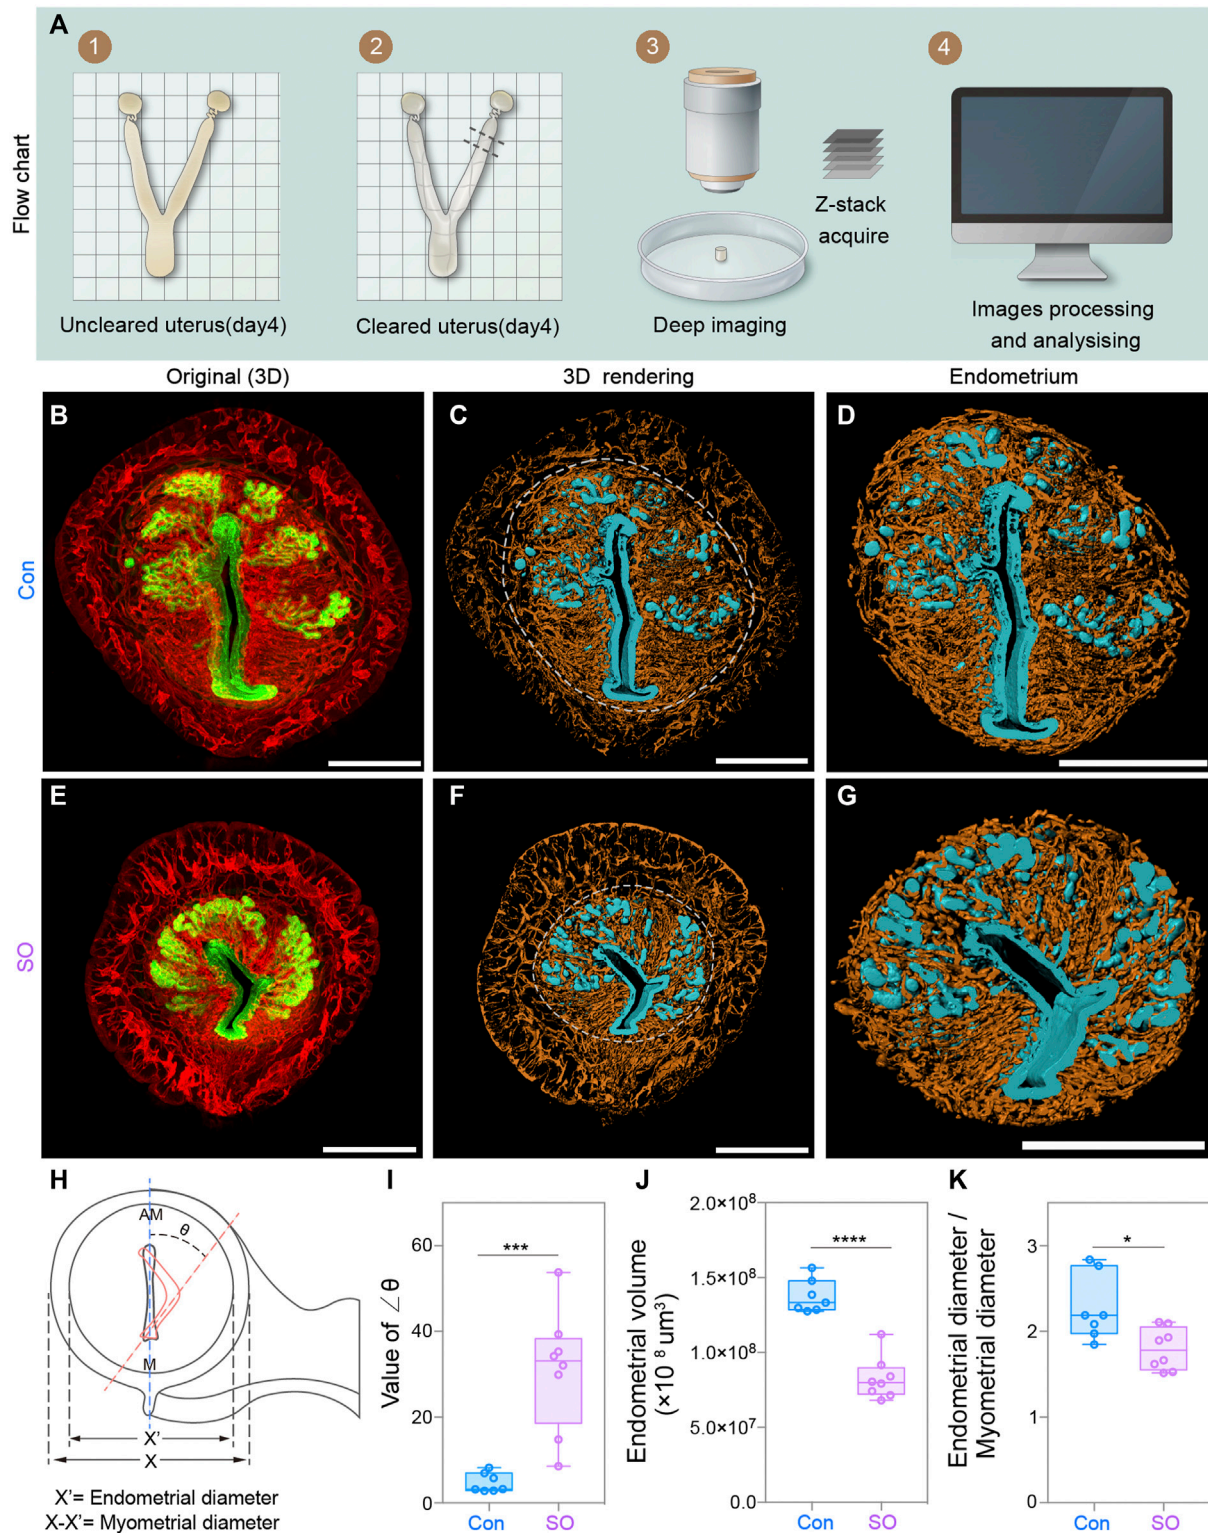 A
1
2
3
4
Flow chart
Z-stack
acquire
Uncleared uterus(day4)
Cleared uterus(day4)
Deep imaging
Images processing
and analysising
Original (3D)
3D rendering
Endometrium
Con
B
C
D
SO
E
F
G
H
AM
θ
M
X'
X
X'= Endometrial diameter
X-X'= Myometrial diameter
I
Value of ∠θ
60
40
20
0
***
Con
SO
J
Endometrial volume
(×10⁸ um³)
2.0×10⁸
1.5×10⁸
1.0×10⁸
5.0×10⁷
0.0
****
Con
SO
K
Endometrial diameter /
Myometrial diameter
3
2
1
0
*
Con
SO